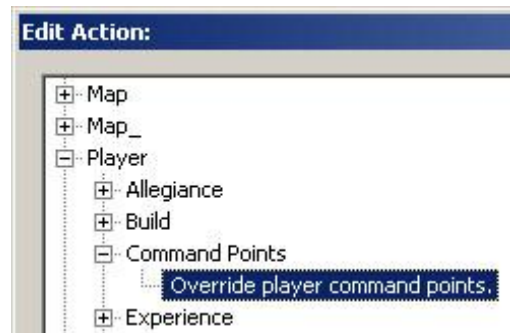 Edit Action:
Map
Map_
Player
Allegiance
Build
Command Points
Override player command points.
Experience